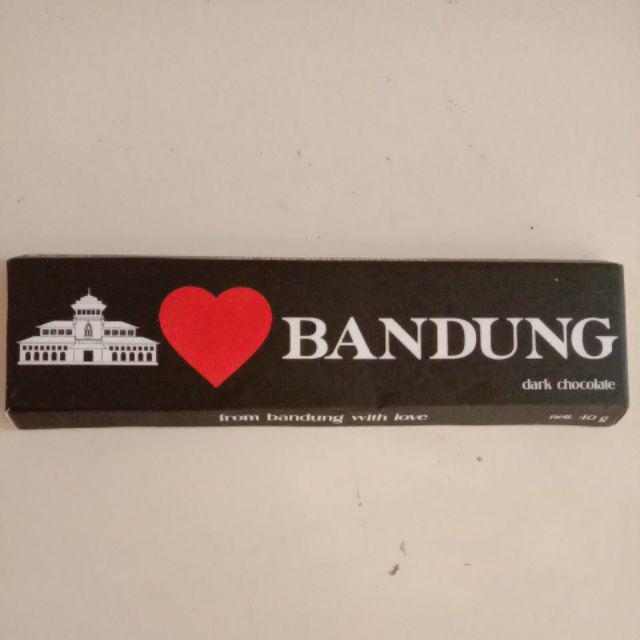 BANDUNG
dark chocolate
from bandung with love
nett. 40 g